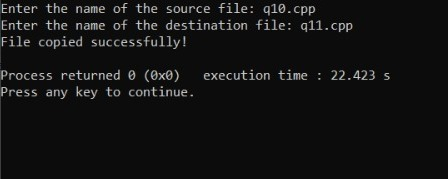 Enter the name of the source file: q10.cpp
Enter the name of the destination file: q11.cpp
File copied successfully!
Process returned 0 (0x0)   execution time : 22.423 s
Press any key to continue.